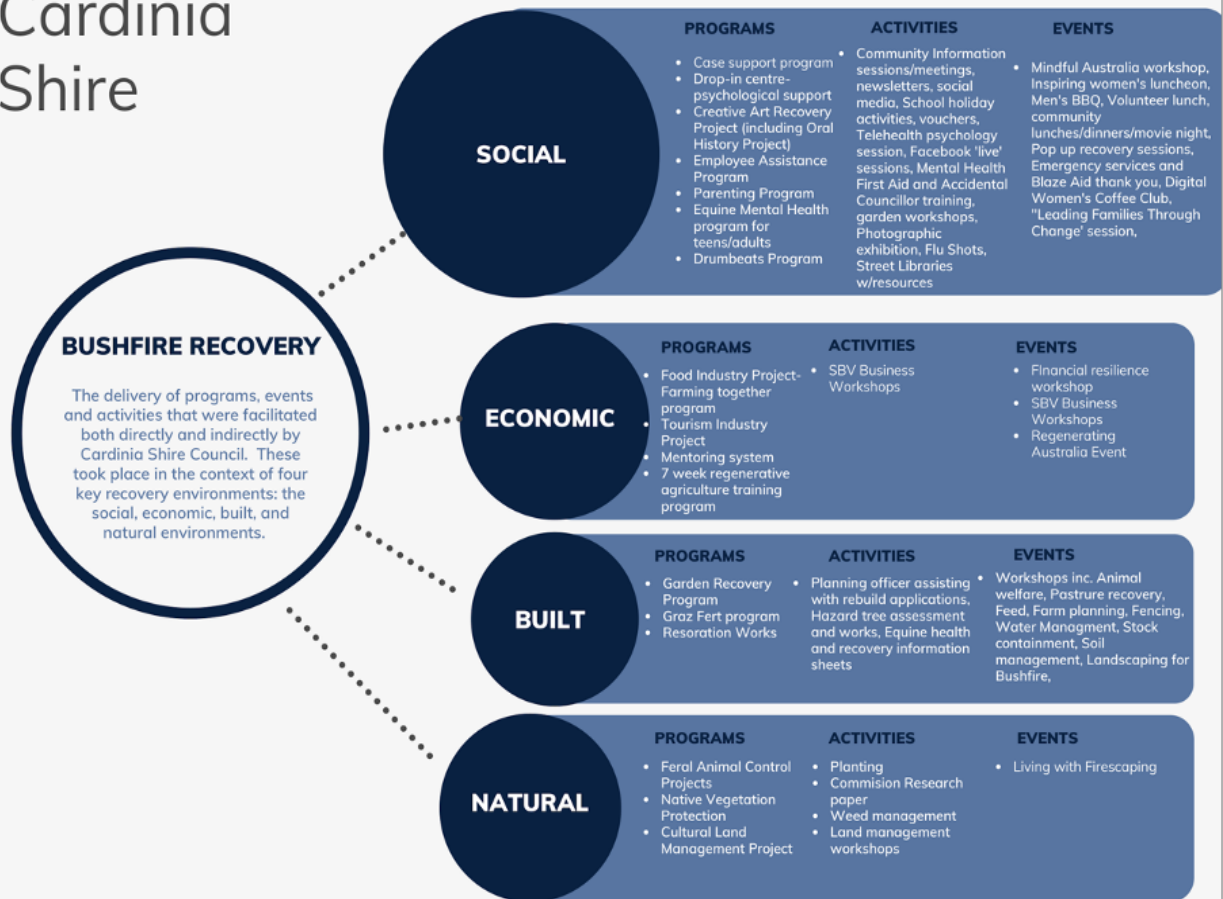 Cardinia
Shire
BUSHFIRE RECOVERY
The delivery of programs, events
and activities that were facilitated
both directly and indirectly by
Cardinia Shire Council. These
took place in the context of four
key recovery environments: the
social, economic, built, and
natural environments.
SOCIAL
PROGRAMS
• Case support program
• Drop-in centre-
psychological support
• Creative Art Recovery
Project (including Oral
History Project)
• Employee Assistance
Program
• Parenting Program
• Equine Mental Health
program for
teens/adults
• Drumbeats Program
ACTIVITIES
• Community Information
sessions/meetings,
newsletters, social
media, School holiday
activities, vouchers,
Telehealth psychology
session, Facebook 'live'
sessions, Mental Health
First Aid and Accidental
Councillor training,
garden workshops,
Photographic
exhibition, Flu Shots,
Street Libraries
w/resources
EVENTS
• Mindful Australia workshop,
Inspiring women's luncheon,
Men's BBQ, Volunteer lunch,
community
lunches/dinners/movie night,
Pop up recovery sessions,
Emergency services and
Blaze Aid thank you, Digital
Women's Coffee Club,
"Leading Families Through
Change' session,
ECONOMIC
PROGRAMS
• Food Industry Project-
Farming together
program
• Tourism Industry
Project
• Mentoring system
• 7 week regenerative
agriculture training
program
ACTIVITIES
• SBV Business
Workshops
EVENTS
• FInancial resilience
workshop
• SBV Business
Workshops
• Regenerating
Australia Event
BUILT
PROGRAMS
• Garden Recovery
Program
• Graz Fert program
• Resoration Works
ACTIVITIES
• Planning officer assisting
with rebuild applications,
Hazard tree assessment
and works, Equine health
and recovery information
sheets
EVENTS
• Workshops inc. Animal
welfare, Pastrure recovery,
Feed, Farm planning, Fencing,
Water Managment, Stock
containment, Soil
management, Landscaping for
Bushfire,
NATURAL
PROGRAMS
• Feral Animal Control
Projects
• Native Vegetation
Protection
• Cultural Land
Management Project
ACTIVITIES
• Planting
• Commision Research
paper
• Weed management
• Land management
workshops
EVENTS
• Living with Firescaping